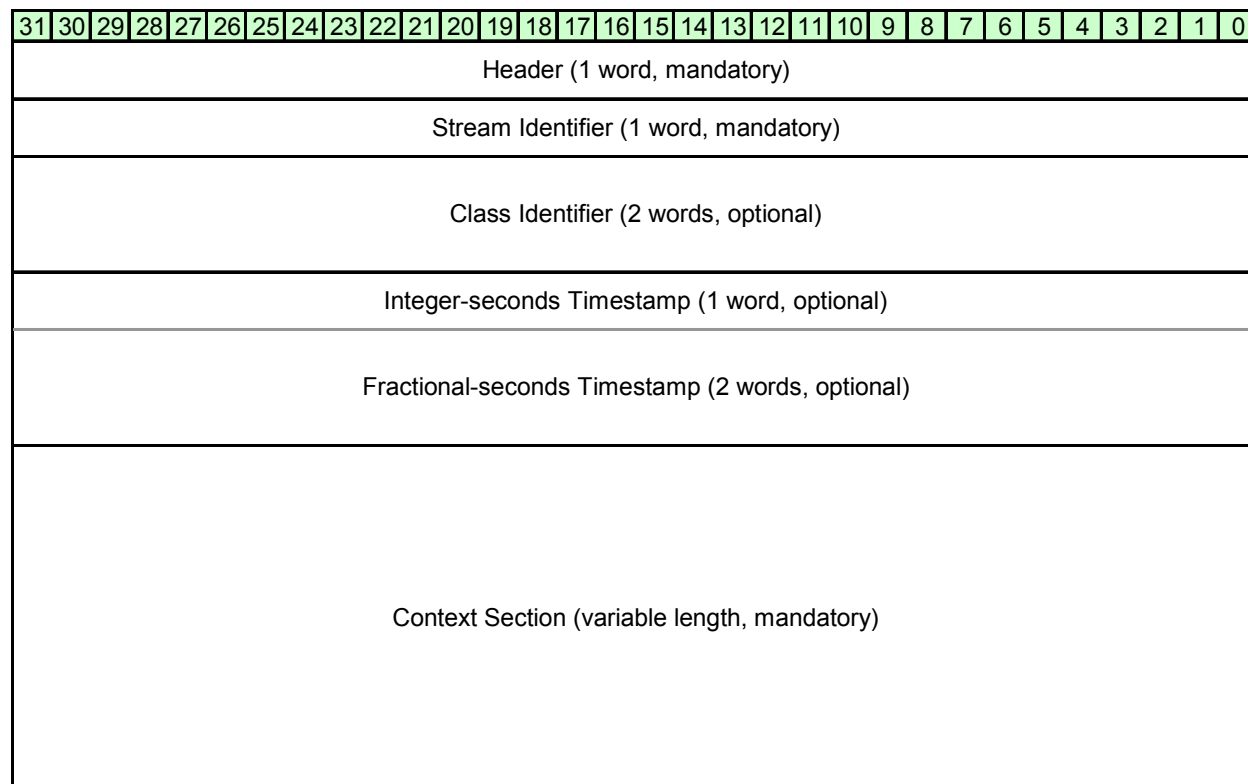 31 30 29 28 27 26 25 24 23 22 21 20 19 18 17 16 15 14 13 12 11 10 9 8 7 6 5 4 3 2 1 0
Header (1 word, mandatory)
Stream Identifier (1 word, mandatory)
Class Identifier (2 words, optional)
Integer-seconds Timestamp (1 word, optional)
Fractional-seconds Timestamp (2 words, optional)
Context Section (variable length, mandatory)